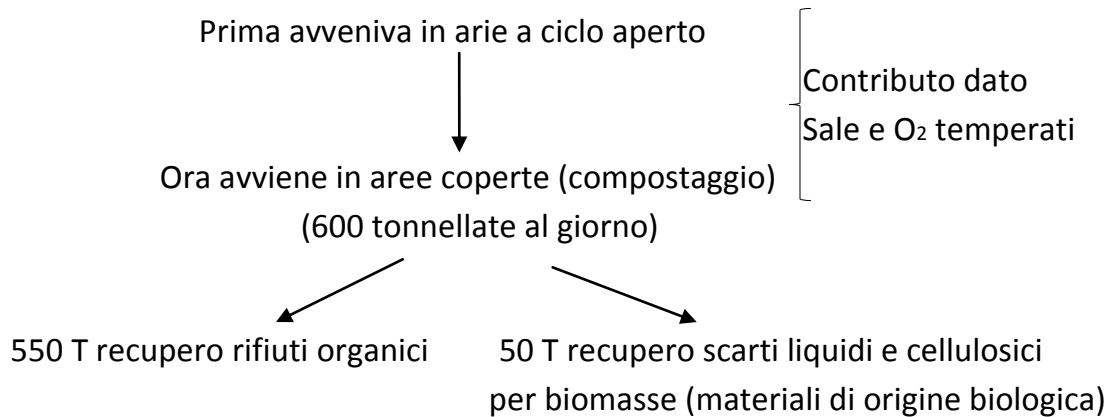 Prima avveniva in arie a ciclo aperto
Contributo dato
Sale e O₂ temperati
Ora avviene in aree coperte (compostaggio)
(600 tonnellate al giorno)
550 T recupero rifiuti organici
50 T recupero scarti liquidi e cellulosici
per biomasse (materiali di origine biologica)